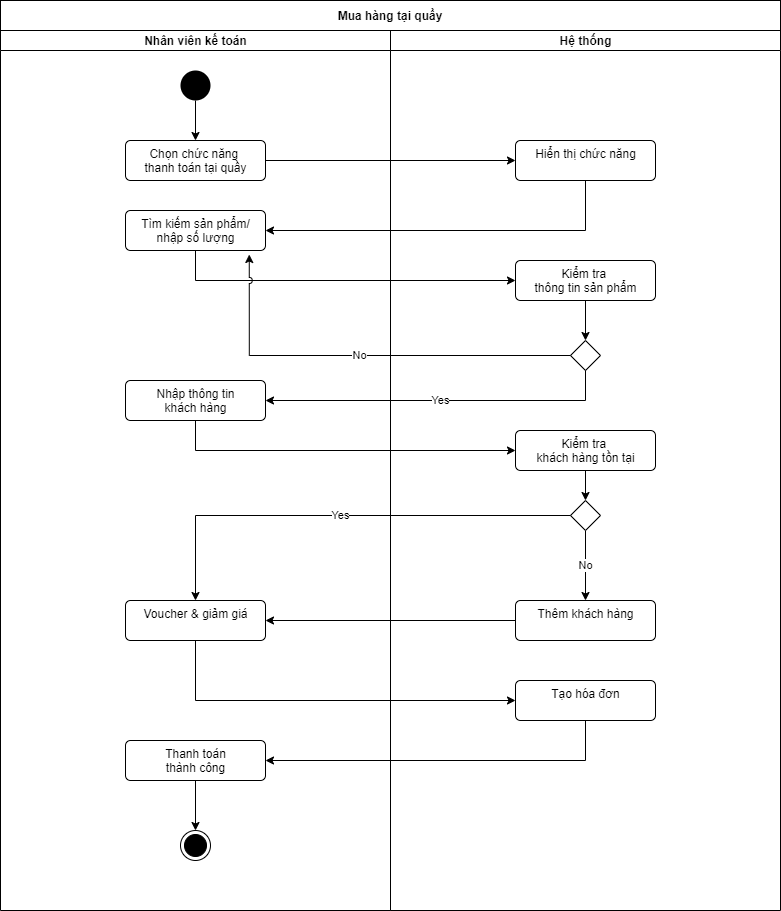 Mua hàng tại quầy
Nhân viên kế toán
Hệ thống
Chọn chức năng
thanh toán tại quầy
Hiển thị chức năng
Tìm kiếm sản phẩm/
nhập số lượng
Kiểm tra
thông tin sản phẩm
No
Nhập thông tin
khách hàng
Yes
Kiểm tra
khách hàng tồn tại
Yes
No
Voucher & giảm giá
Thêm khách hàng
Tạo hóa đơn
Thanh toán
thành công